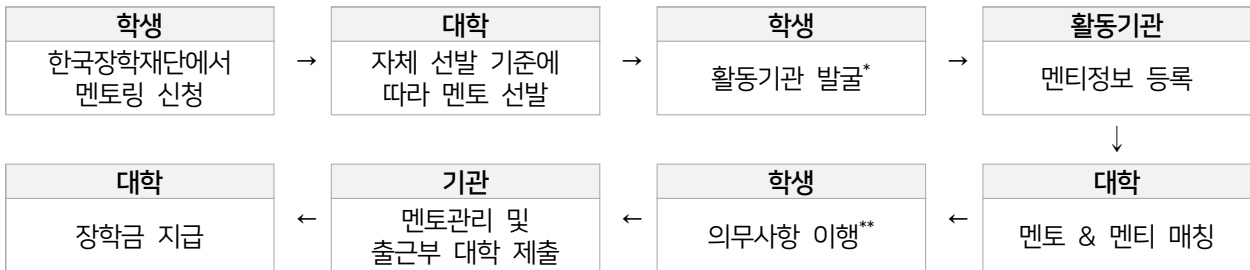 학생
한국장학재단에서
멘토링 신청
→
대학
자체 선발 기준에
따라 멘토 선발
→
학생
활동기관 발굴*
→
활동기관
멘티정보 등록
↓
대학
멘토 & 멘티 매칭
←
학생
의무사항 이행**
←
기관
멘토관리 및
출근부 대학 제출
←
대학
장학금 지급